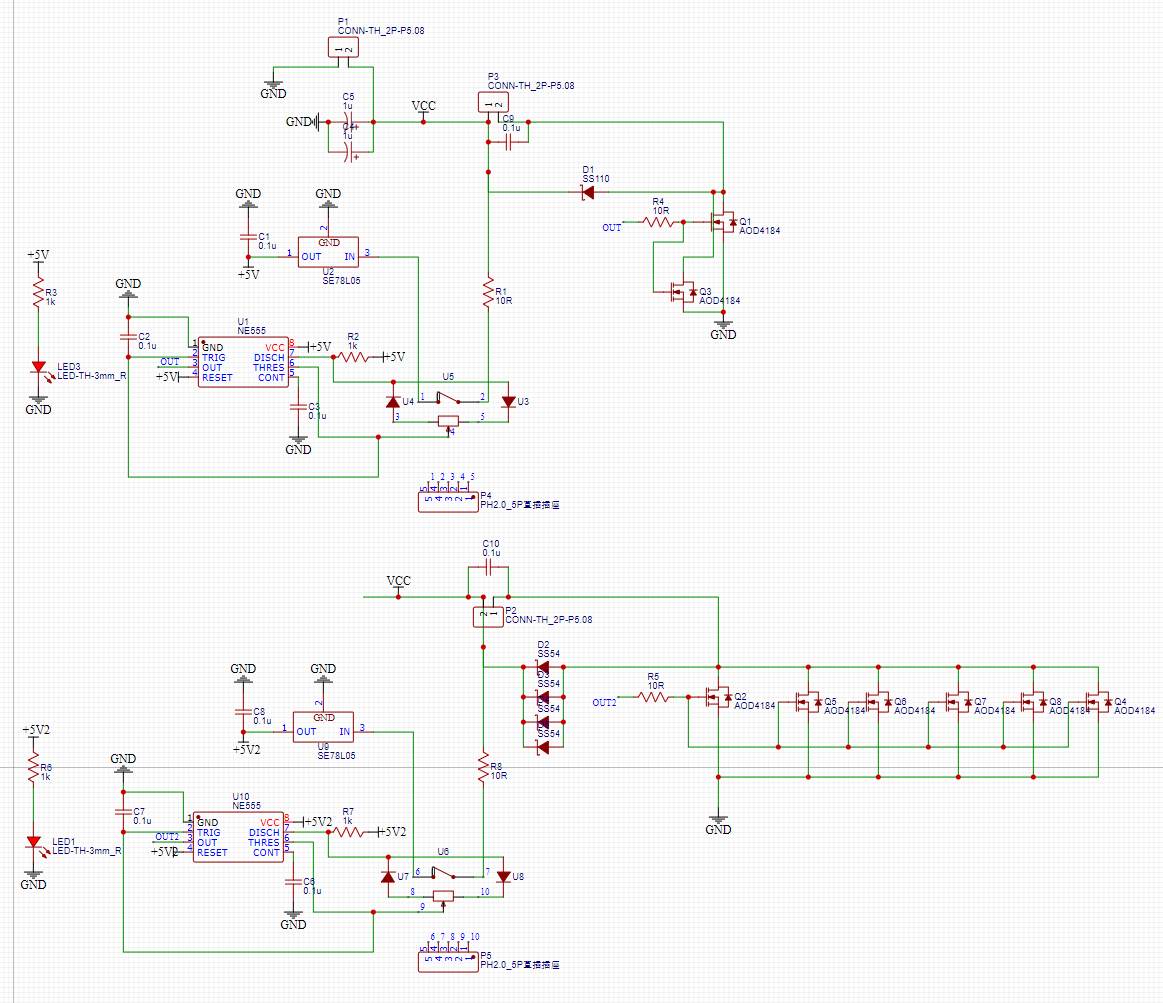 P1
CONN-TH_2P-P5.08
1 2
GND
P3
CONN-TH_2P-P5.08
1 2
C5
1u
VCC
GND
C4
1u
C9
0.1u
D1
SS110
GND
GND
R4
10R
OUT
Q1
AOD4184
C1
0.1u
2
GND
1 OUT IN 3
+5V
U2
SE78L05
+5V
R3
1k
GND
R1
10R
Q3
AOD4184
GND
U1
NE555
C2
0.1u
R2
1k
1 GND VCC 8 +5V
2 TRIG DISCH 7 +5V
OUT 3 OUT THRES 6
+5V 4 RESET CONT 5
LED3
LED-TH-3mm_R
GND
U5
U4 1 2 U3
C3
0.1u
3 5
4
GND
1 2 3 4 5
5 4 3 2 1
5 4 3 2 1
P4
PH2.0_5P直插插座
C10
0.1u
VCC
2 1
P2
CONN-TH_2P-P5.08
D2
SS54
D3
SS54
SS54
SS54
GND
GND
R5
10R
OUT2
Q2
AOD4184
Q5
AOD4184
Q6
AOD4184
Q7
AOD4184
Q8
AOD4184
Q4
AOD4184
C8
0.1u
2
GND
1 OUT IN 3
+5V2
U9
SE78L05
+5V2
R6
1k
GND
R8
10R
GND
U10
NE555
C7
0.1u
R7
1k
1 GND VCC 8 +5V2
2 TRIG DISCH 7 +5V2
OUT2 3 OUT THRES 6
+5V2 4 RESET CONT 5
LED1
LED-TH-3mm_R
GND
U6
U7 6 7 U8
C6
0.1u
8 10
9
GND
6 7 8 9 10
5 4 3 2 1
5 4 3 2 1
P5
PH2.0_5P直插插座